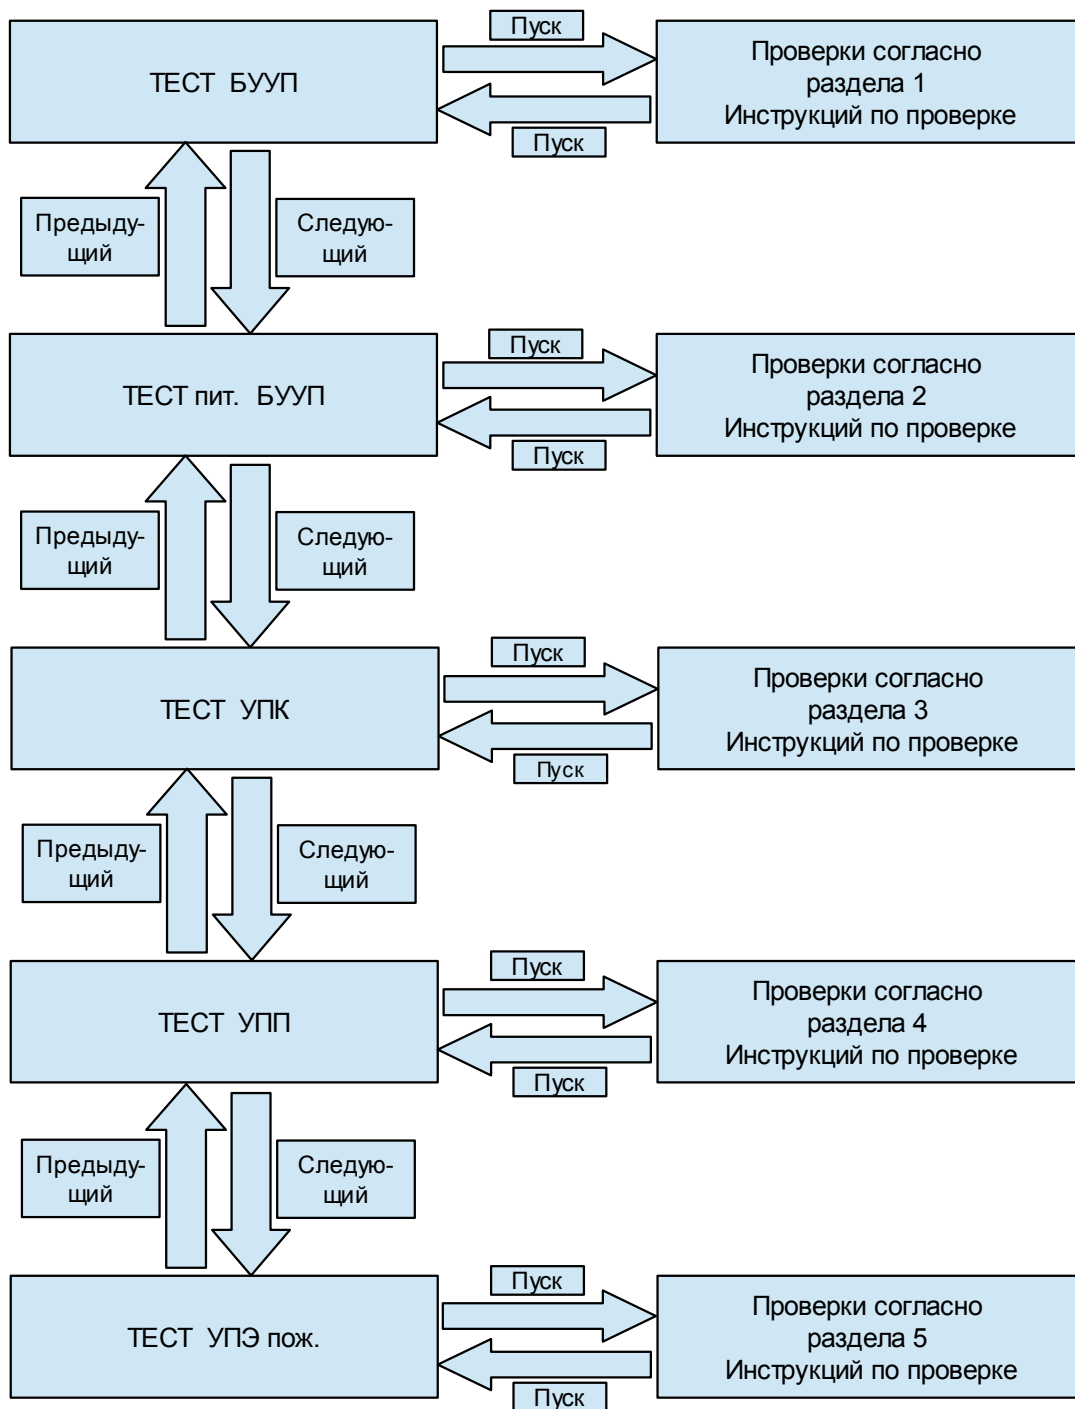 Пуск
ТЕСТ БУУП
Проверки согласно
раздела 1
Инструкций по проверке
Пуск
Предыду-
щий
Следую-
щий
Пуск
ТЕСТ пит. БУУП
Проверки согласно
раздела 2
Инструкций по проверке
Пуск
Предыду-
щий
Следую-
щий
Пуск
ТЕСТ УПК
Проверки согласно
раздела 3
Инструкций по проверке
Пуск
Предыду-
щий
Следую-
щий
Пуск
ТЕСТ УПП
Проверки согласно
раздела 4
Инструкций по проверке
Пуск
Предыду-
щий
Следую-
щий
Пуск
ТЕСТ УПЭ пож.
Проверки согласно
раздела 5
Инструкций по проверке
Пуск